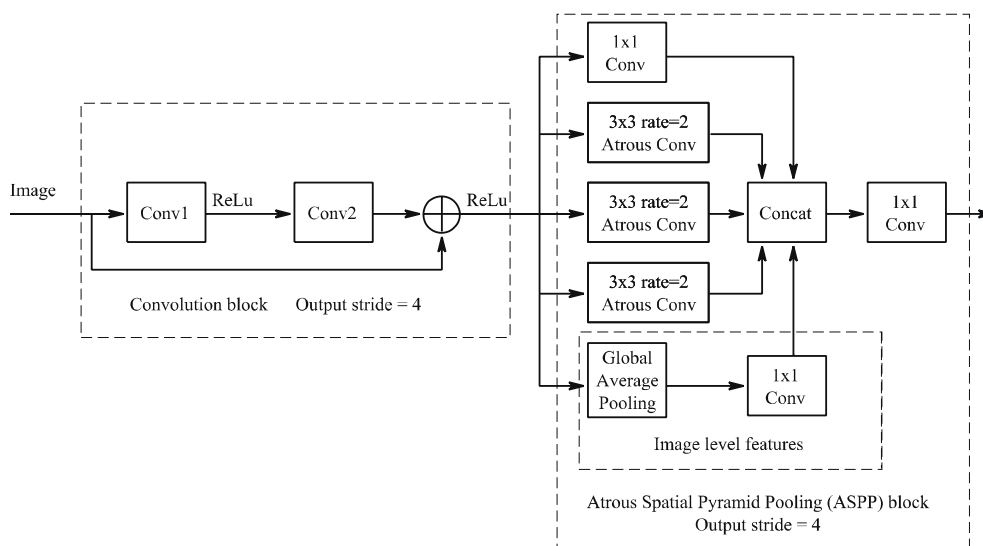 Image
Conv1
ReLu
Conv2
ReLu
Convolution block Output stride = 4
1x1
Conv
3x3 rate=2
Atrous Conv
3x3 rate=2
Atrous Conv
3x3 rate=2
Atrous Conv
Concat
1x1
Conv
Global
Average
Pooling
1x1
Conv
Image level features
Atrous Spatial Pyramid Pooling (ASPP) block
Output stride = 4